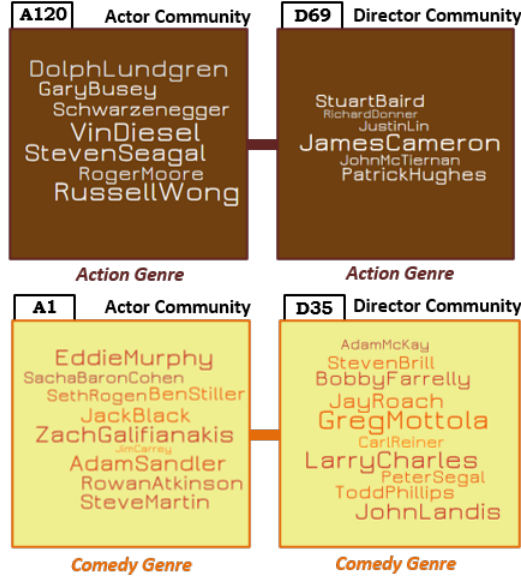 A120 Actor Community
D69 Director Community
DolphLundgren
GaryBusey
Schwarzenegger
VinDiesel
StevenSeagal
RogerMoore
RussellWong
StuartBaird
RichardDonner
JustinLin
JamesCameron
JohnMcTiernan
PatrickHughes
Action Genre
Action Genre
A1 Actor Community
D35 Director Community
EddieMurphy
SachaBaronCohen
SethRogen BenStiller
JackBlack
ZachGalifianakis
JimCarrey
AdamSandler
RowanAtkinson
SteveMartin
AdamMcKay
StevenBrill
BobbyFarrelly
JayRoach
GregMottola
CarlReiner
LarryCharles
PeterSegal
ToddPhillips
JohnLandis
Comedy Genre
Comedy Genre